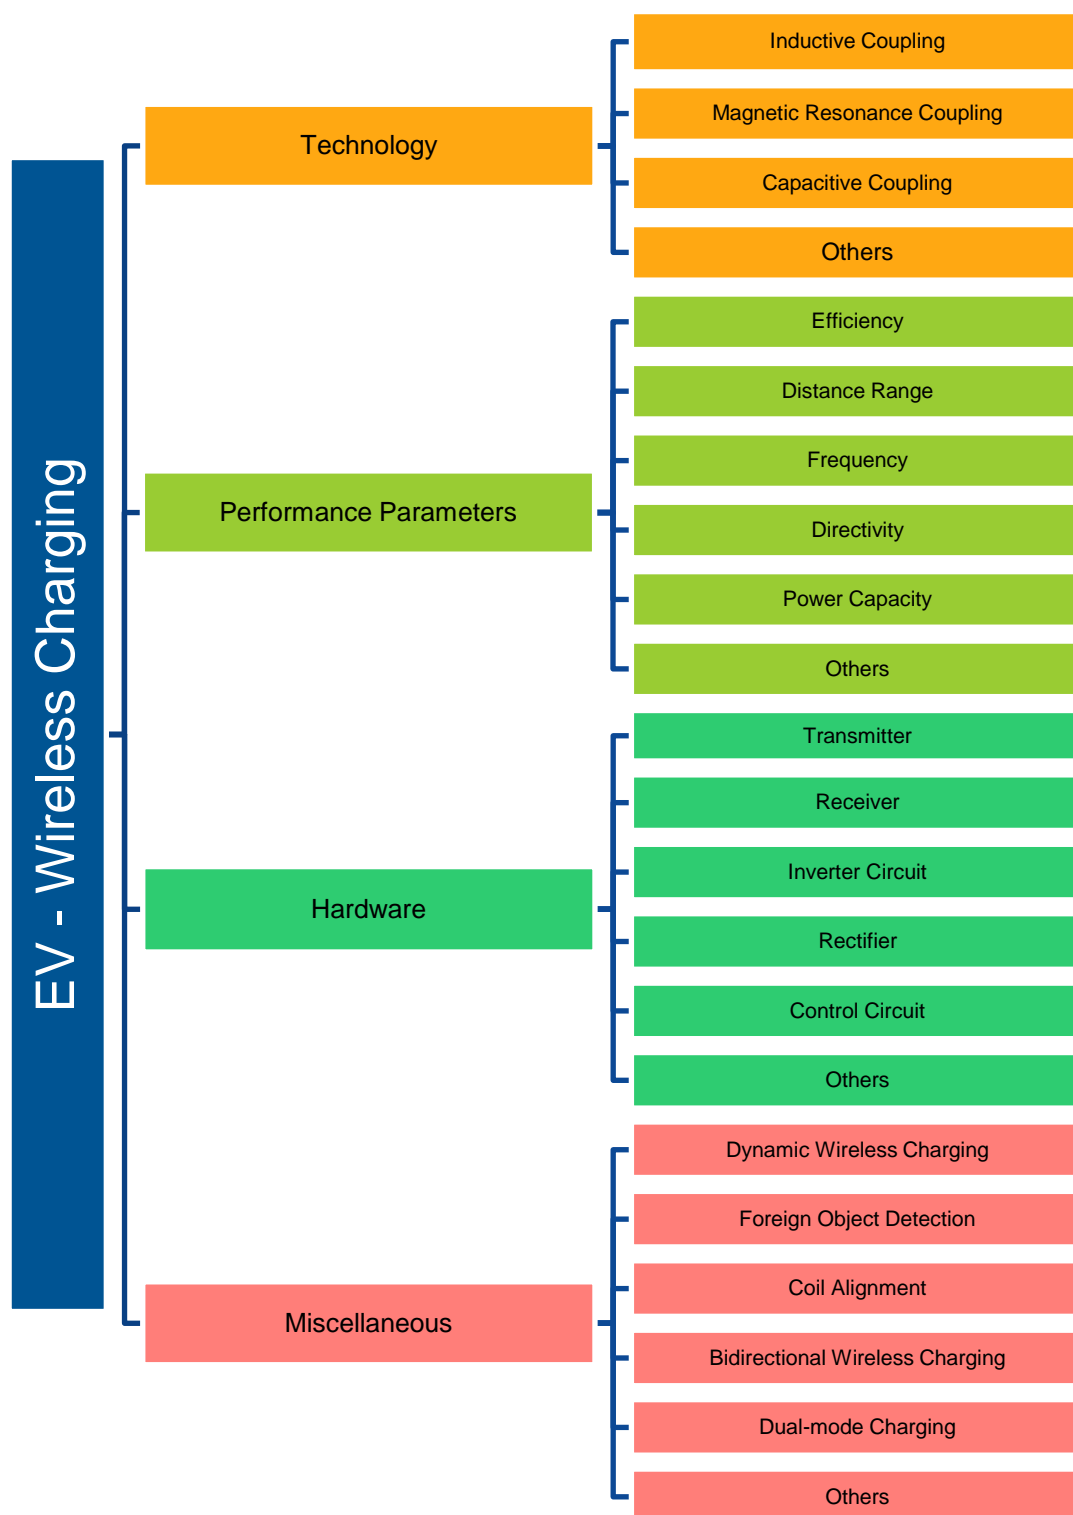 EV - Wireless Charging
Technology
Inductive Coupling
Magnetic Resonance Coupling
Capacitive Coupling
Others
Performance Parameters
Efficiency
Distance Range
Frequency
Directivity
Power Capacity
Others
Hardware
Transmitter
Receiver
Inverter Circuit
Rectifier
Control Circuit
Others
Miscellaneous
Dynamic Wireless Charging
Foreign Object Detection
Coil Alignment
Bidirectional Wireless Charging
Dual-mode Charging
Others